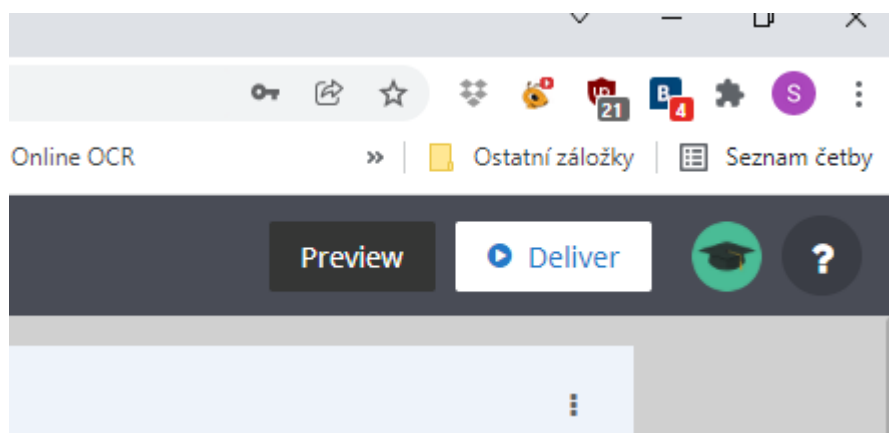 21
B
4
S
Online OCR
»
Ostatní záložky
Seznam četby
Preview
Deliver
?